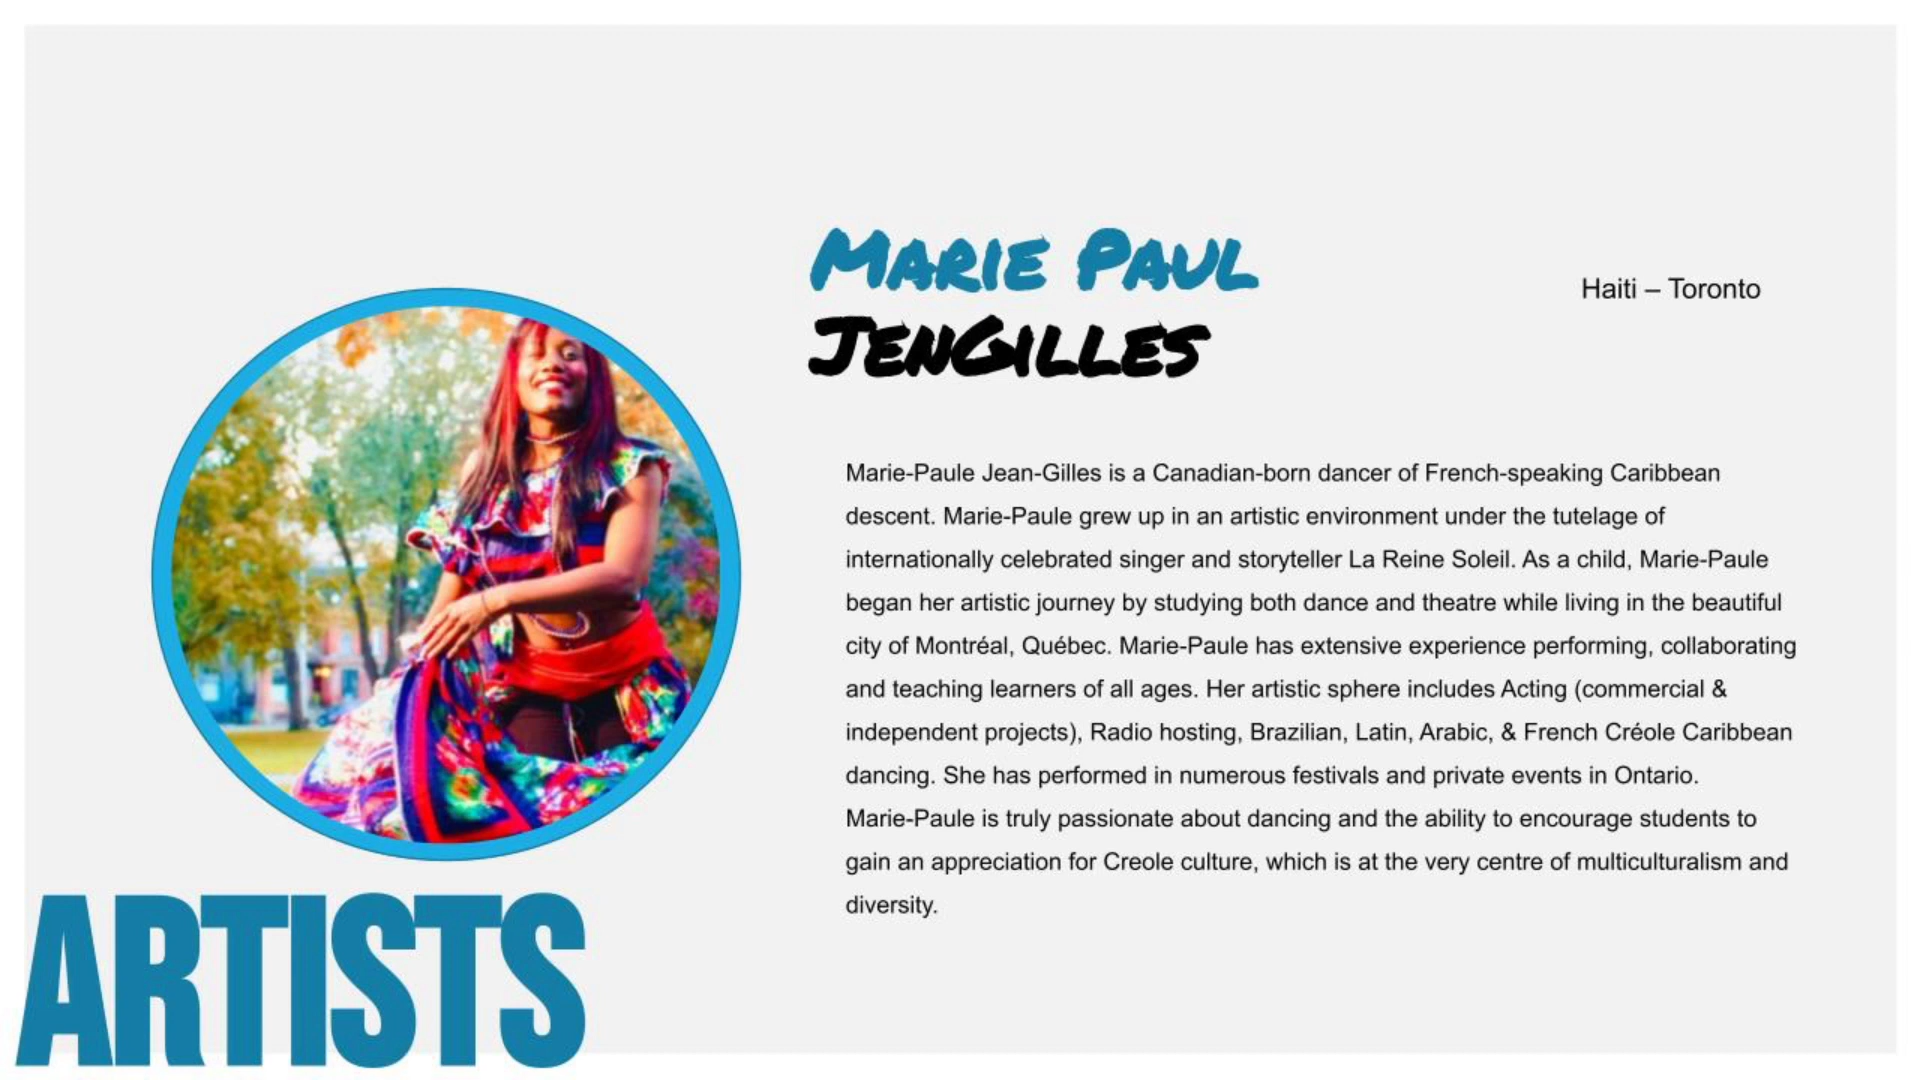 Marie Paul
JenGilles
Haiti – Toronto
Marie-Paule Jean-Gilles is a Canadian-born dancer of French-speaking Caribbean
descent. Marie-Paule grew up in an artistic environment under the tutelage of
internationally celebrated singer and storyteller La Reine Soleil. As a child, Marie-Paule
began her artistic journey by studying both dance and theatre while living in the beautiful
city of Montréal, Québec. Marie-Paule has extensive experience performing, collaborating
and teaching learners of all ages. Her artistic sphere includes Acting (commercial &
independent projects), Radio hosting, Brazilian, Latin, Arabic, & French Créole Caribbean
dancing. She has performed in numerous festivals and private events in Ontario.
Marie-Paule is truly passionate about dancing and the ability to encourage students to
gain an appreciation for Creole culture, which is at the very centre of multiculturalism and
diversity.
ARTISTS